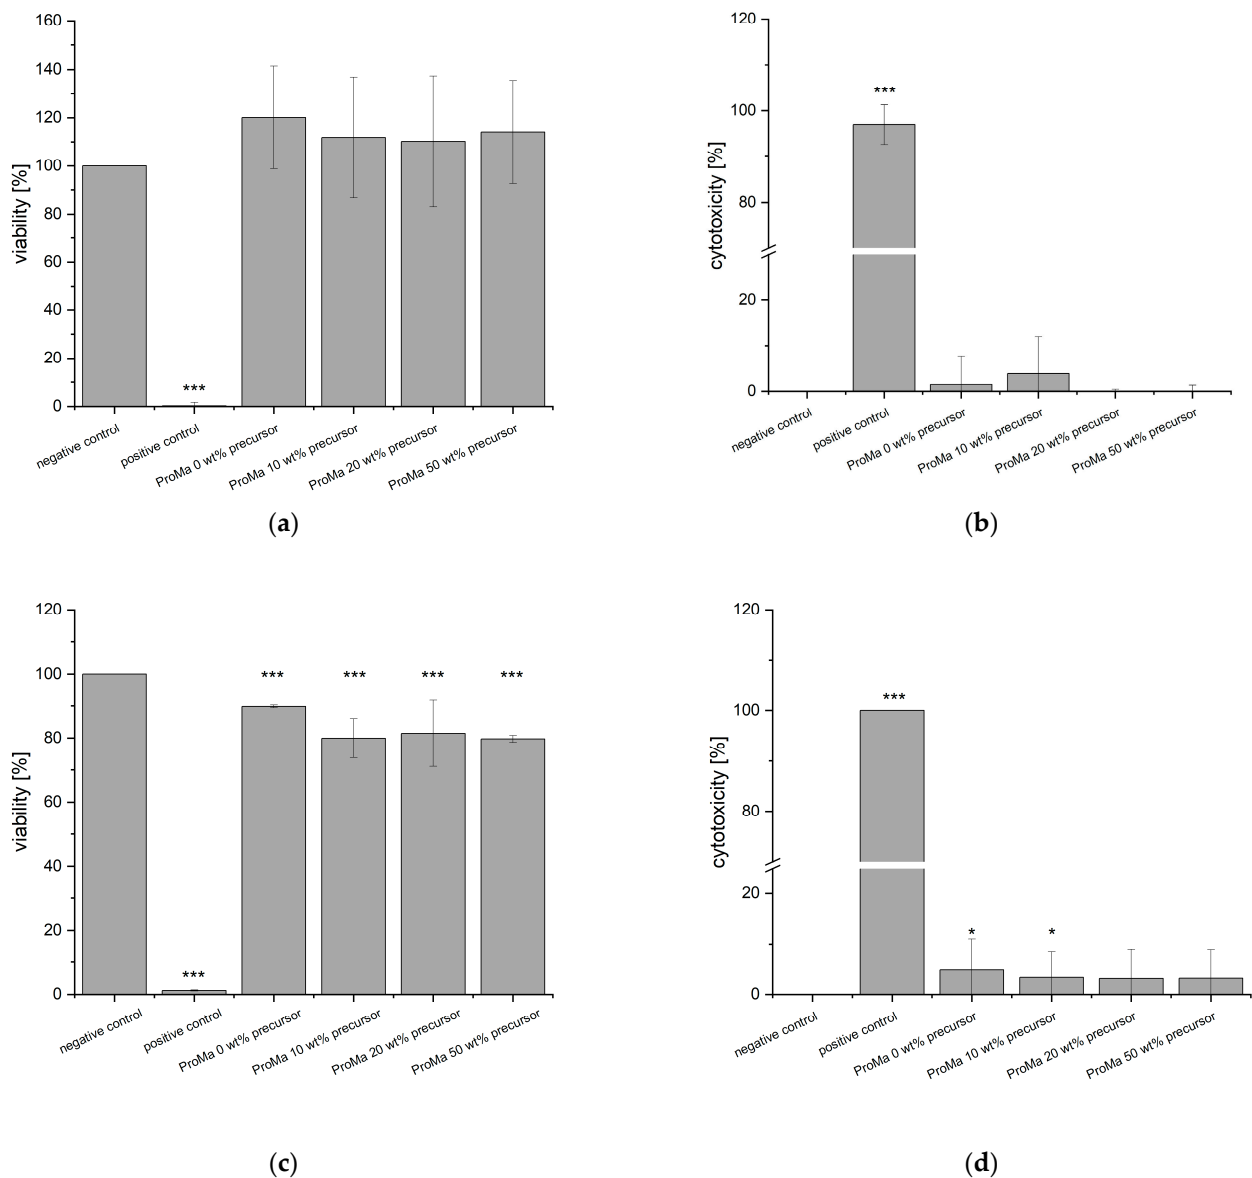 160
140
120
100
80
60
40
20
0
viability [%]
***
negative control
positive control
ProMa 0 wt% precursor
ProMa 10 wt% precursor
ProMa 20 wt% precursor
ProMa 50 wt% precursor
(a)
120
100
80
20
0
cytotoxicity [%]
***
negative control
positive control
ProMa 0 wt% precursor
ProMa 10 wt% precursor
ProMa 20 wt% precursor
ProMa 50 wt% precursor
(b)
120
100
80
60
40
20
0
viability [%]
***
***
***
***
***
negative control
positive control
ProMa 0 wt% precursor
ProMa 10 wt% precursor
ProMa 20 wt% precursor
ProMa 50 wt% precursor
(c)
120
100
80
20
0
cytotoxicity [%]
***
*
*
negative control
positive control
ProMa 0 wt% precursor
ProMa 10 wt% precursor
ProMa 20 wt% precursor
ProMa 50 wt% precursor
(d)